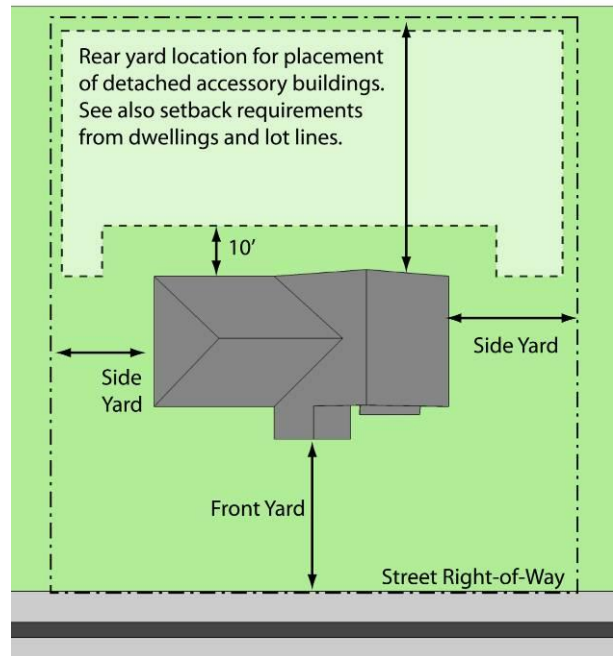 Rear yard location for placement
of detached accessory buildings.
See also setback requirements
from dwellings and lot lines.
10’
Side Yard
Side
Yard
Front Yard
Street Right-of-Way